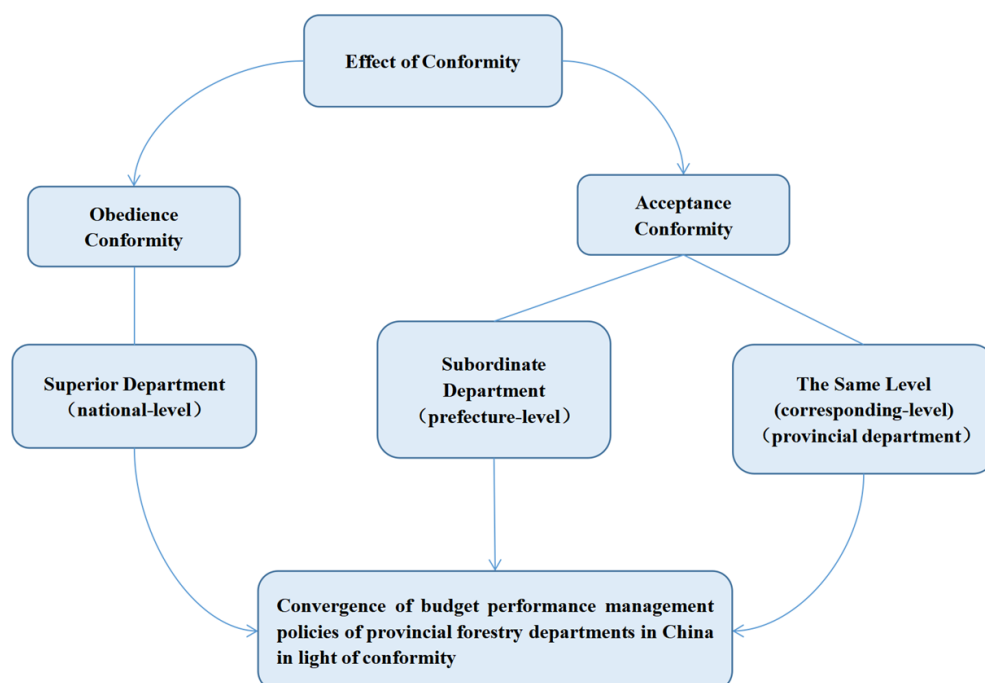 Effect of Conformity
Obedience
Conformity
Acceptance
Conformity
Superior Department
（national-level）
Subordinate
Department
（prefecture-level）
The Same Level
(corresponding-level)
（provincial department）
Convergence of budget performance management
policies of provincial forestry departments in China
in light of conformity